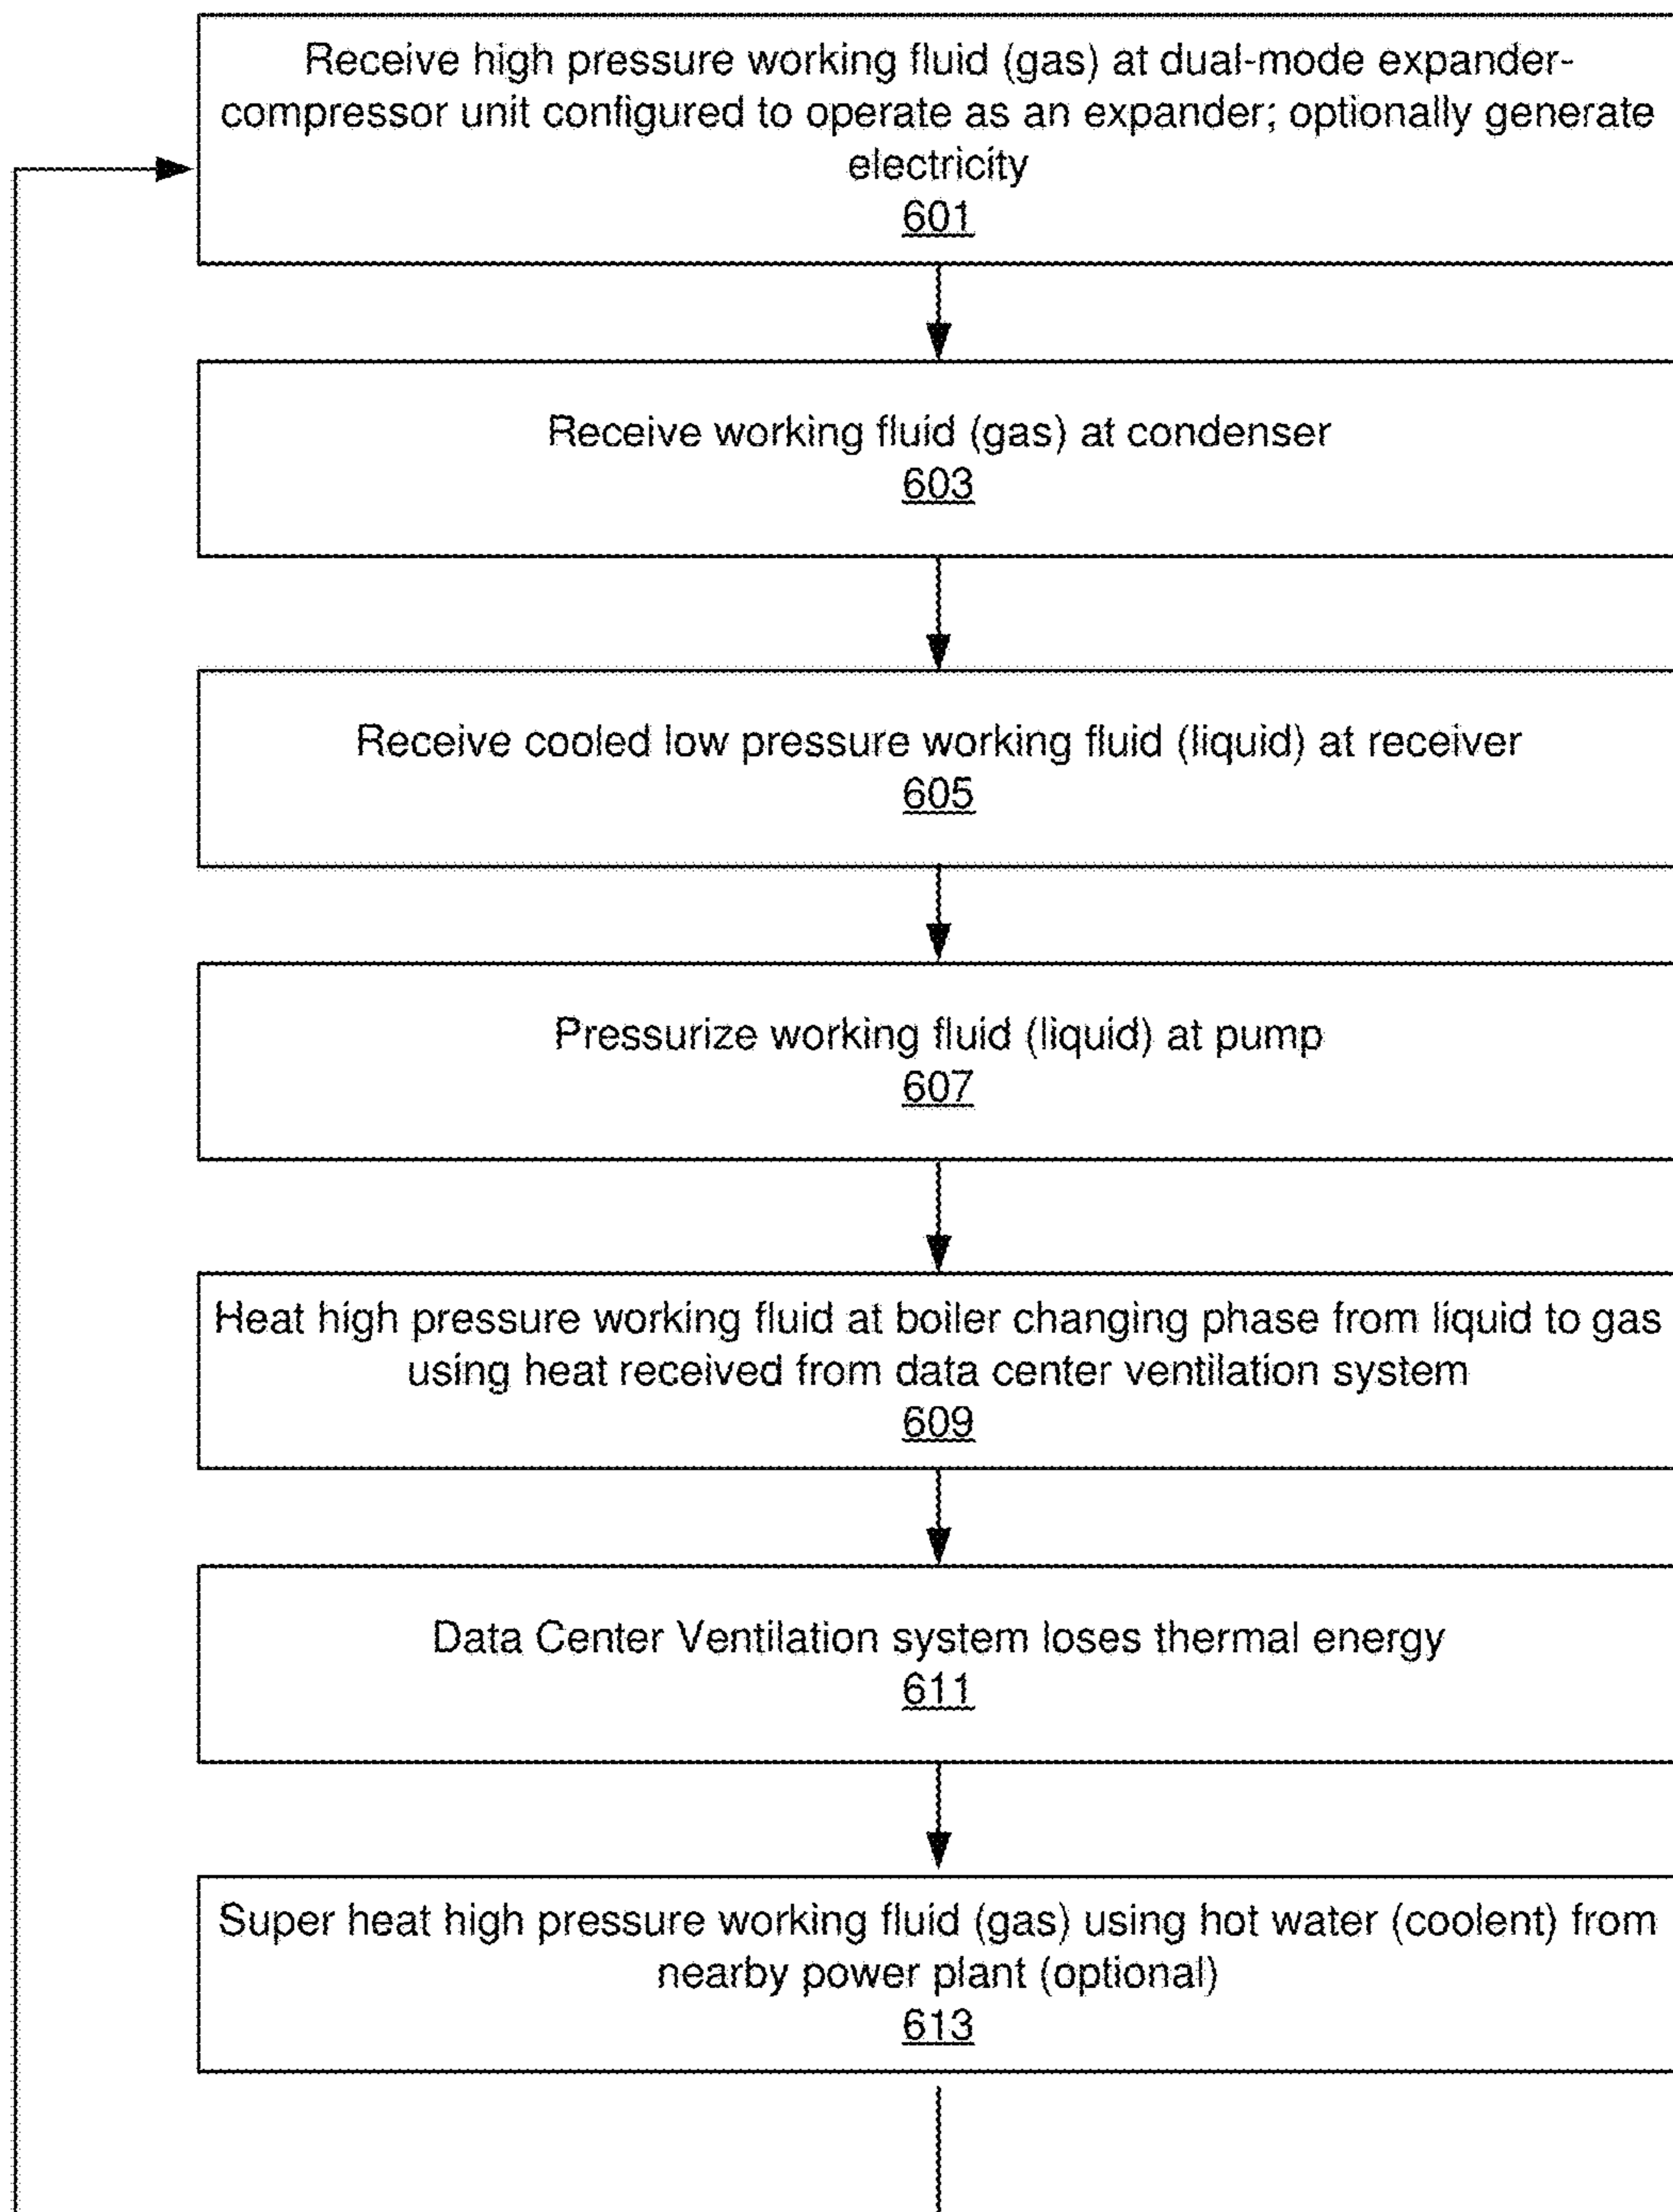 Receive high pressure working fluid (gas) at dual-mode expander-
compressor unit configured to operate as an expander; optionally generate
electricity
601
Receive working fluid (gas) at condenser
603
Receive cooled low pressure working fluid (liquid) at receiver
605
Pressurize working fluid (liquid) at pump
607
Heat high pressure working fluid at boiler changing phase from liquid to gas
using heat received from data center ventilation system
609
Data Center Ventilation system loses thermal energy
611
Super heat high pressure working fluid (gas) using hot water (coolent) from
nearby power plant (optional)
613